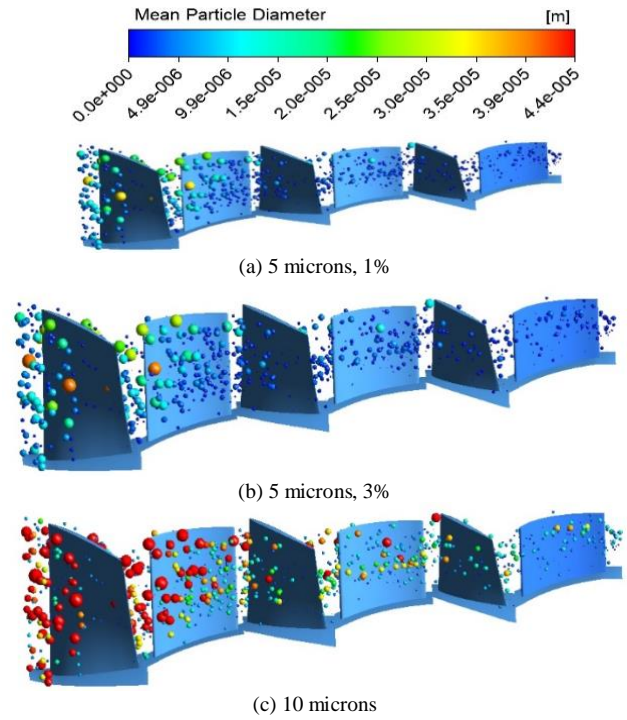 Mean Particle Diameter [m]
0.0e+000 4.9e-006 9.9e-006 1.5e-005 2.0e-005 2.5e-005 3.0e-005 3.5e-005 3.9e-005 4.4e-005
(a) 5 microns, 1%
(b) 5 microns, 3%
(c) 10 microns